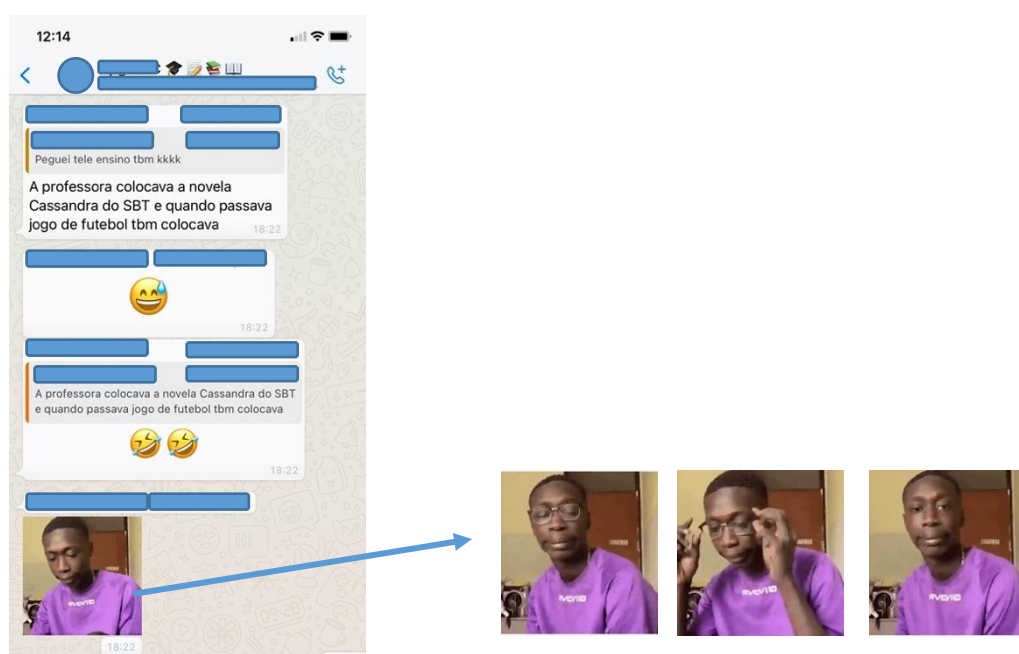 12:14
Peguei tele ensino tbm kkkk
A professora colocava a novela
Cassandra do SBT e quando passava
jogo de futebol tbm colocava
18:22
18:22
A professora colocava a novela Cassandra do SBT
e quando passava jogo de futebol tbm colocava
18:22
18:22